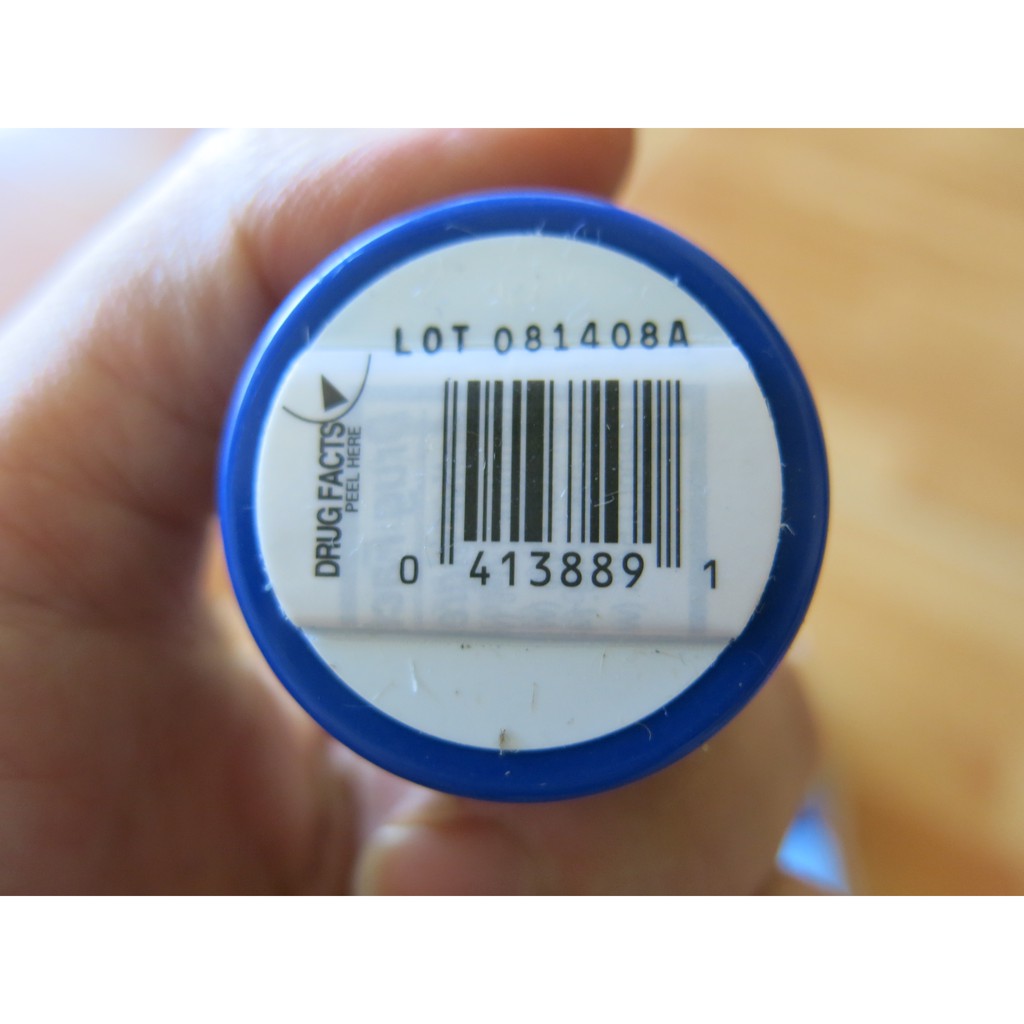 LOT 081408A
DRUG FACTS
PEEL HERE
0 413889 1